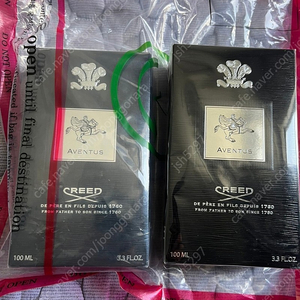 open until final destination
AVENTUS
CREED
DE PÈRE EN FILS DEPUIS 1760
FROM FATHER TO SON SINCE 1760
100 ML
3.3 FL.OZ.
AVENTUS
CREED
DE PÈRE EN FILS DEPUIS 1760
FROM FATHER TO SON SINCE 1760
100 ML
3.3 FL.OZ.